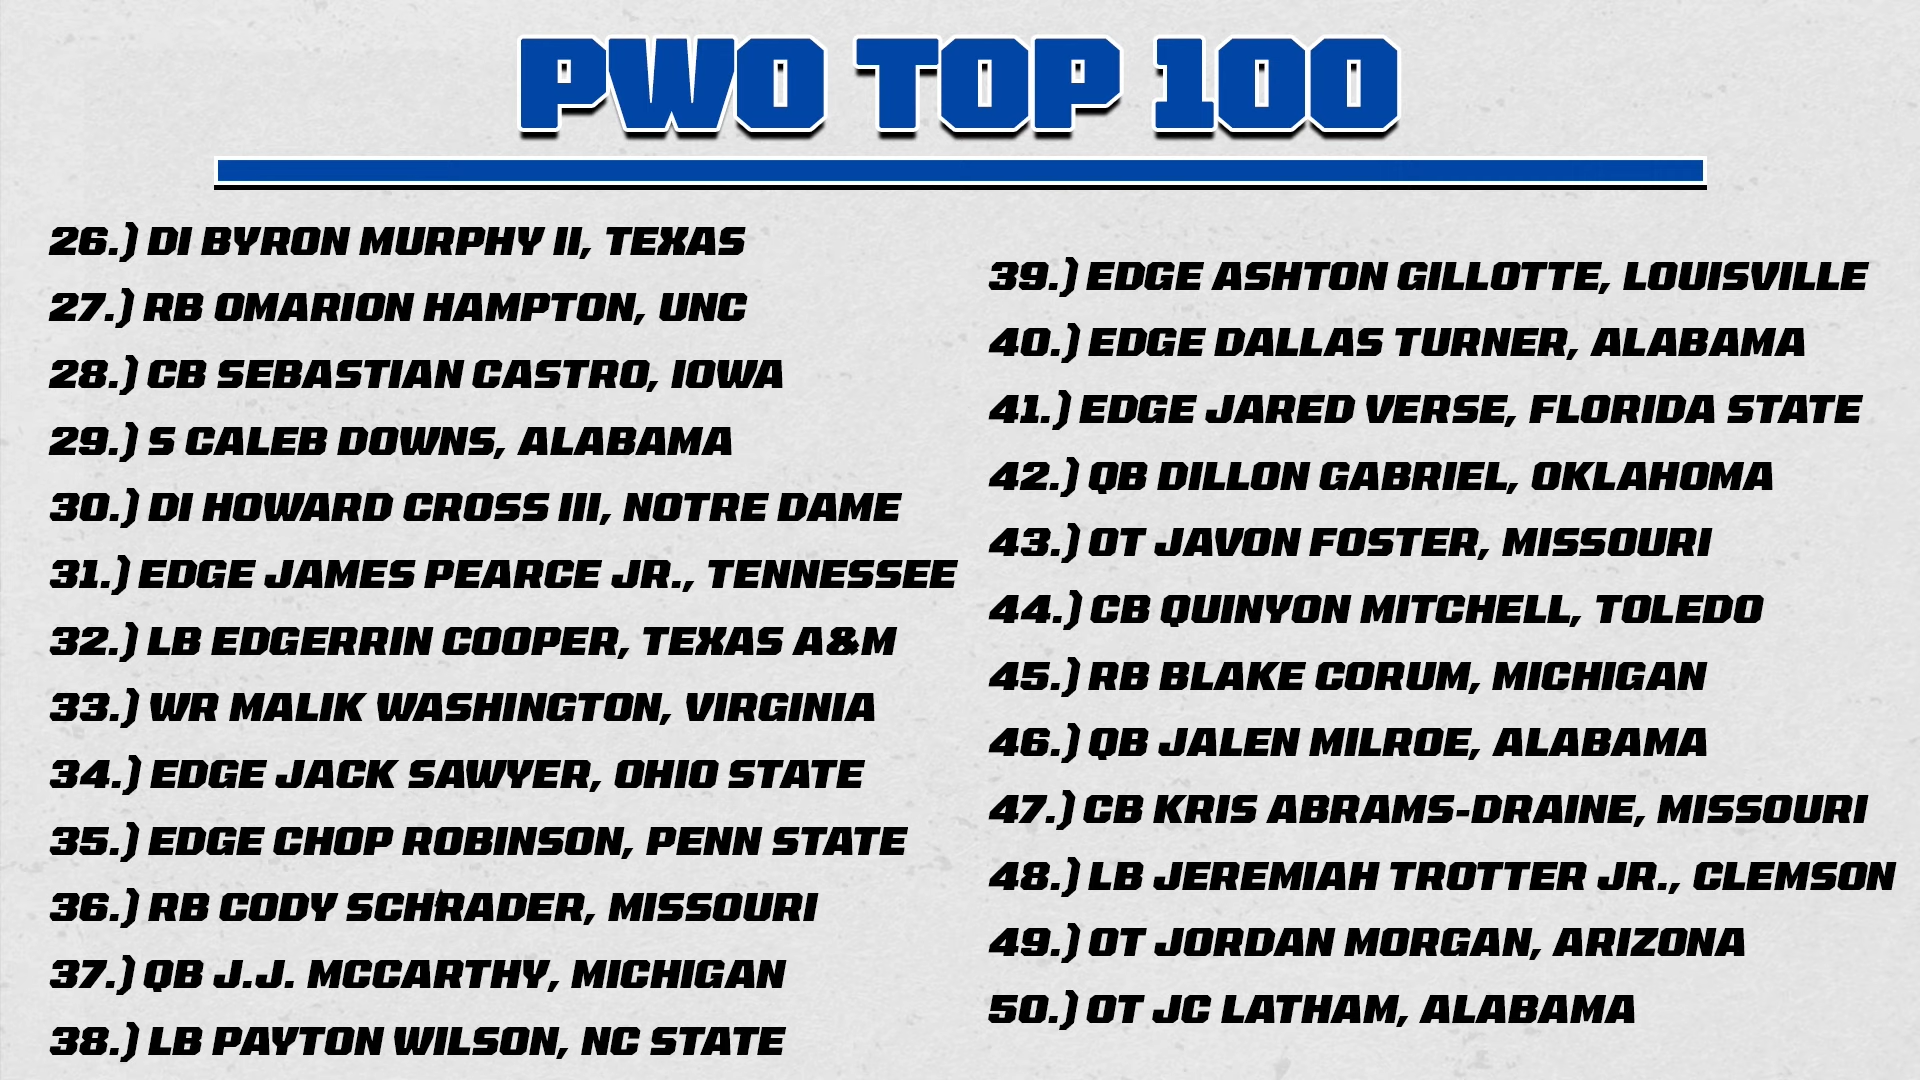 PWO TOP 100
26.) DI BYRON MURPHY II, TEXAS
27.) RB OMARION HAMPTON, UNC
28.) CB SEBASTIAN CASTRO, IOWA
29.) S CALEB DOWNS, ALABAMA
30.) DI HOWARD CROSS III, NOTRE DAME
31.) EDGE JAMES PEARCE JR., TENNESSEE
32.) LB EDGERRIN COOPER, TEXAS A&M
33.) WR MALIK WASHINGTON, VIRGINIA
34.) EDGE JACK SAWYER, OHIO STATE
35.) EDGE CHOP ROBINSON, PENN STATE
36.) RB CODY SCHRADER, MISSOURI
37.) QB J.J. MCCARTHY, MICHIGAN
38.) LB PAYTON WILSON, NC STATE
39.) EDGE ASHTON GILLOTTE, LOUISVILLE
40.) EDGE DALLAS TURNER, ALABAMA
41.) EDGE JARED VERSE, FLORIDA STATE
42.) QB DILLON GABRIEL, OKLAHOMA
43.) OT JAVON FOSTER, MISSOURI
44.) CB QUINYON MITCHELL, TOLEDO
45.) RB BLAKE CORUM, MICHIGAN
46.) QB JALEN MILROE, ALABAMA
47.) CB KRIS ABRAMS-DRAINE, MISSOURI
48.) LB JEREMIAH TROTTER JR., CLEMSON
49.) OT JORDAN MORGAN, ARIZONA
50.) OT JC LATHAM, ALABAMA